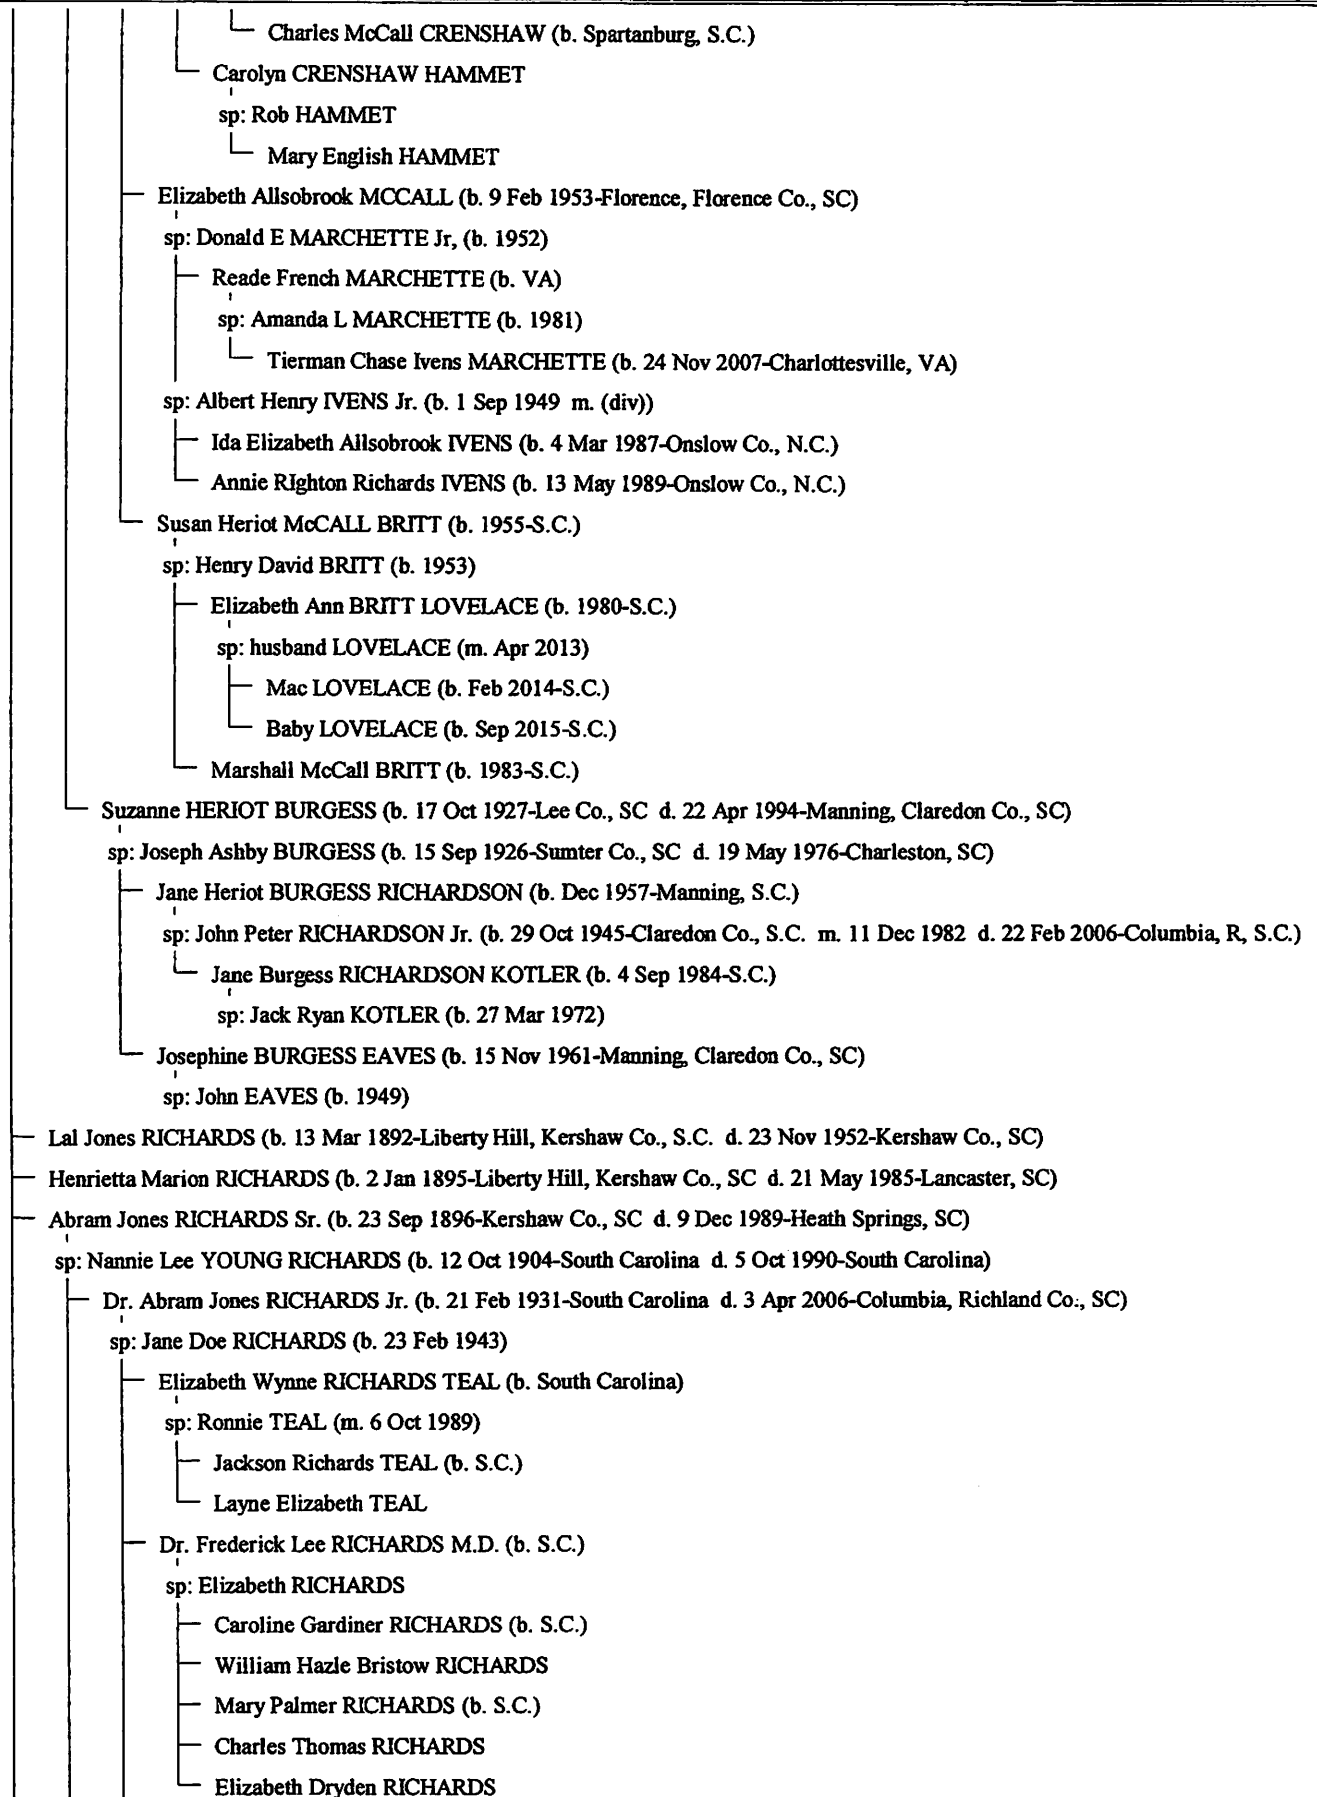 Charles McCall CRENSHAW (b. Spartanburg, S.C.)
Carolyn CRENSHAW HAMMET
sp: Rob HAMMET
Mary English HAMMET
Elizabeth Allsobrook MCCALL (b. 9 Feb 1953-Florence, Florence Co., SC)
sp: Donald E MARCHETTE Jr, (b. 1952)
Reade French MARCHETTE (b. VA)
sp: Amanda L MARCHETTE (b. 1981)
Tierman Chase Ivens MARCHETTE (b. 24 Nov 2007-Charlottesville, VA)
sp: Albert Henry IVENS Jr. (b. 1 Sep 1949 m. (div))
Ida Elizabeth Allsobrook IVENS (b. 4 Mar 1987-Onslow Co., N.C.)
Annie RIghton Richards IVENS (b. 13 May 1989-Onslow Co., N.C.)
Susan Heriot McCALL BRITT (b. 1955-S.C.)
sp: Henry David BRITT (b. 1953)
Elizabeth Ann BRITT LOVELACE (b. 1980-S.C.)
sp: husband LOVELACE (m. Apr 2013)
Mac LOVELACE (b. Feb 2014-S.C.)
Baby LOVELACE (b. Sep 2015-S.C.)
Marshall McCall BRITT (b. 1983-S.C.)
Suzanne HERIOT BURGESS (b. 17 Oct 1927-Lee Co., SC d. 22 Apr 1994-Manning, Claredon Co., SC)
sp: Joseph Ashby BURGESS (b. 15 Sep 1926-Sumter Co., SC d. 19 May 1976-Charleston, SC)
Jane Heriot BURGESS RICHARDSON (b. Dec 1957-Manning, S.C.)
sp: John Peter RICHARDSON Jr. (b. 29 Oct 1945-Claredon Co., S.C. m. 11 Dec 1982 d. 22 Feb 2006-Columbia, R, S.C.)
Jane Burgess RICHARDSON KOTLER (b. 4 Sep 1984-S.C.)
sp: Jack Ryan KOTLER (b. 27 Mar 1972)
Josephine BURGESS EAVES (b. 15 Nov 1961-Manning, Claredon Co., SC)
sp: John EAVES (b. 1949)
Lal Jones RICHARDS (b. 13 Mar 1892-Liberty Hill, Kershaw Co., S.C. d. 23 Nov 1952-Kershaw Co., SC)
Henrietta Marion RICHARDS (b. 2 Jan 1895-Liberty Hill, Kershaw Co., SC d. 21 May 1985-Lancaster, SC)
Abram Jones RICHARDS Sr. (b. 23 Sep 1896-Kershaw Co., SC d. 9 Dec 1989-Heath Springs, SC)
sp: Nannie Lee YOUNG RICHARDS (b. 12 Oct 1904-South Carolina d. 5 Oct 1990-South Carolina)
Dr. Abram Jones RICHARDS Jr. (b. 21 Feb 1931-South Carolina d. 3 Apr 2006-Columbia, Richland Co., SC)
sp: Jane Doe RICHARDS (b. 23 Feb 1943)
Elizabeth Wynne RICHARDS TEAL (b. South Carolina)
sp: Ronnie TEAL (m. 6 Oct 1989)
Jackson Richards TEAL (b. S.C.)
Layne Elizabeth TEAL
Dr. Frederick Lee RICHARDS M.D. (b. S.C.)
sp: Elizabeth RICHARDS
Caroline Gardiner RICHARDS (b. S.C.)
William Hazle Bristow RICHARDS
Mary Palmer RICHARDS (b. S.C.)
Charles Thomas RICHARDS
Elizabeth Dryden RICHARDS